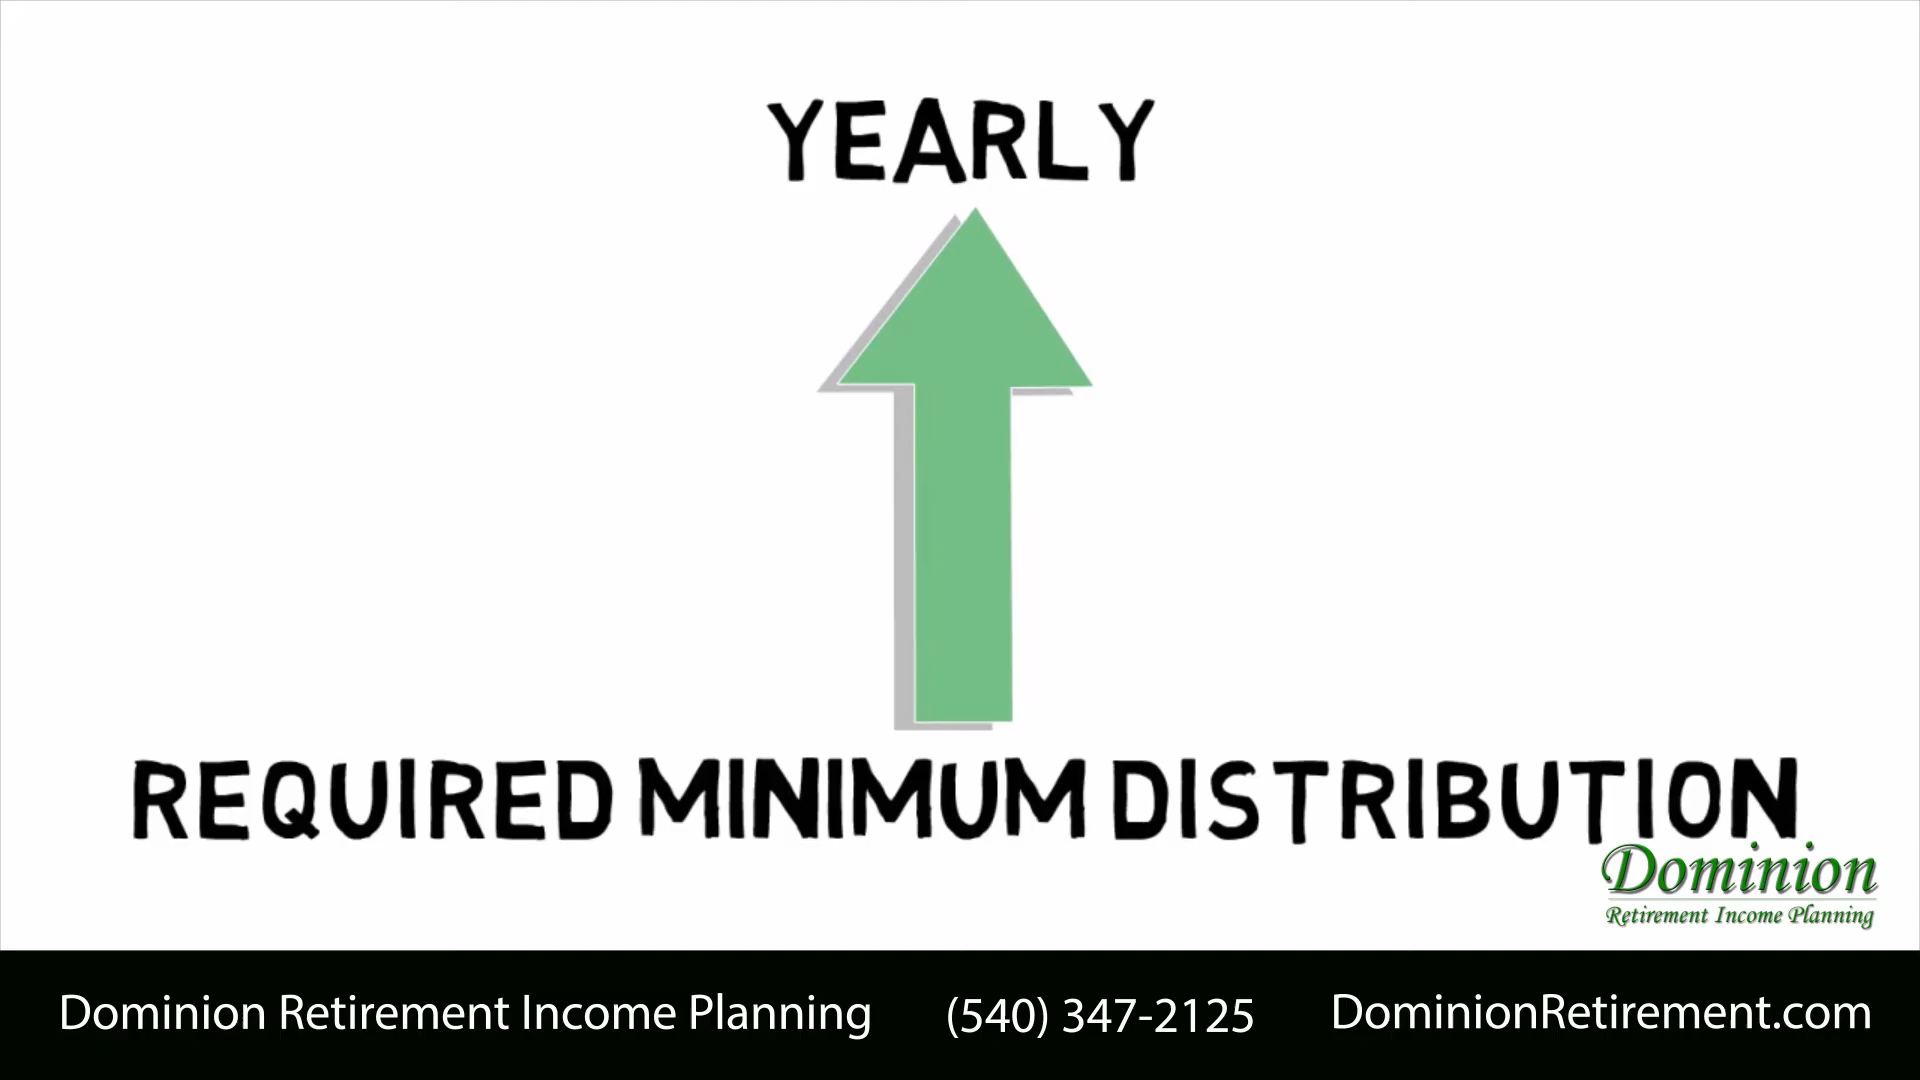 YEARLY
REQUIRED MINIMUM DISTRIBUTION
Dominion
Retirement Income Planning
Dominion Retirement Income Planning (540) 347-2125 DominionRetirement.com